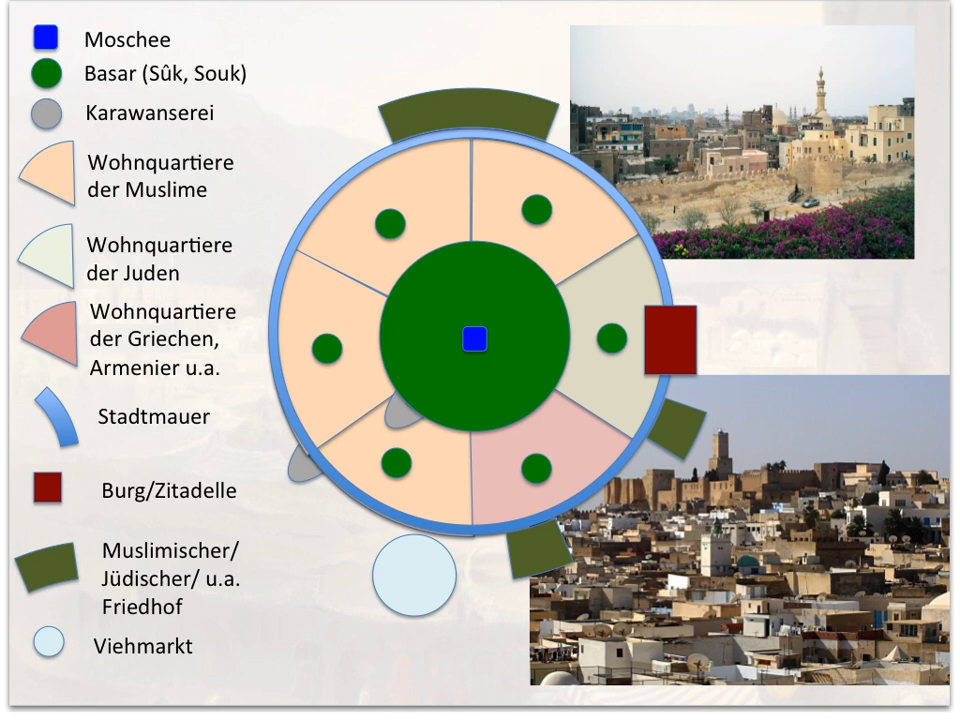 Moschee
Basar (Sûk, Souk)
Karawanserei
Wohnquartiere
der Muslime
Wohnquartiere
der Juden
Wohnquartiere
der Griechen,
Armenier u.a.
Stadtmauer
Burg/Zitadelle
Muslimischer/
Jüdischer/ u.a.
Friedhof
Viehmarkt